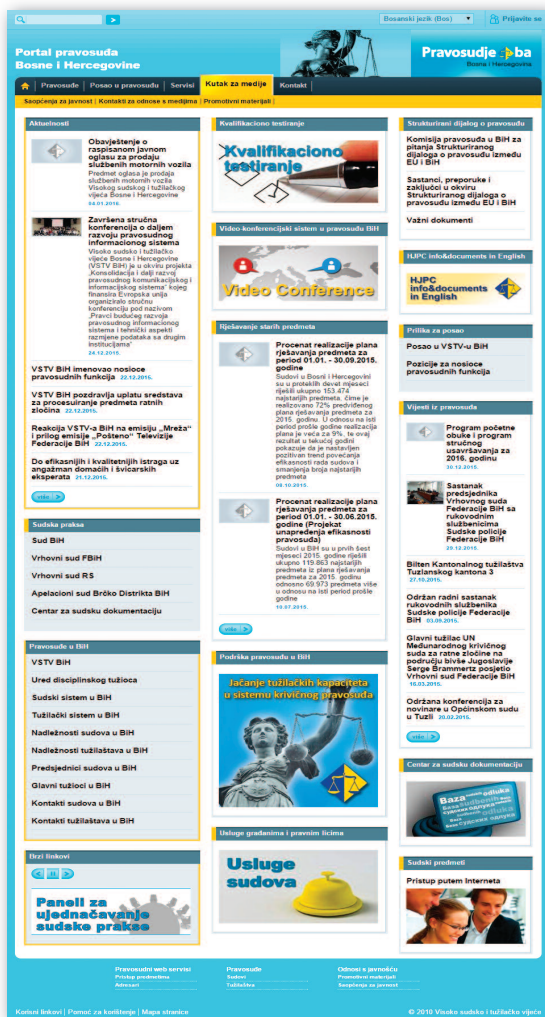 Bosanski jezik (Bos)
Prijavite se
Portal pravosuđa
Bosne i Hercegovine
Pravosudje ba
Bosna i Hercegovina
Pravosuđe | Posao u pravosuđu | Servisi | Kutak za medije | Kontakt |
Saopćenja za javnost | Kontakti za odnose s medijima | Promotivni materijali |
Aktuelnosti
Obavještenje o
raspisanom javnom
oglasu za prodaju
službenih motornih vozila
Predmet oglasa je prodaja
službenih motornih vozila
Visokog sudskog i tužilačkog
vijeća Bosne i Hercegovine
04.01.2016.
Završena stručna
konferencija o daljem
razvoju pravosudnog
informacionog sistema
Visoko sudsko i tužilačko
vijeće Bosne i Hercegovine
(VSTV BiH) je u okviru projekta
„Konsolidacija i dalji razvoj
pravosudnog komunikacijskog i
informacijskog sistema" kojeg
finansira Evropska unija
organiziralo stručnu
konferenciju pod nazivom
„Pravci budućeg razvoja
pravosudnog informacionog
sistema i tehnički aspekti
razmjene podataka sa drugim
institucijama"
24.12.2015.
VSTV BiH imenovao nosioce
pravosudnih funkcija 22.12.2015.
VSTV BiH pozdravlja uplatu sredstava
za procesuiranje predmeta ratnih
zločina 22.12.2015.
Reakcija VSTV-a BiH na emisiju „Mreža"
i prilog emisije „Pošteno" Televizije
Federacije BiH 22.12.2015.
Do efikasnijih i kvalitetnijih istraga uz
angažman domaćih i švicarskih
eksperata 21.12.2015.
više
Sudska praksa
Sud BiH
Vrhovni sud FBiH
Vrhovni sud RS
Apelacioni sud Brčko Distrikta BiH
Centar za sudsku dokumentaciju
Pravosuđe u BiH
VSTV BiH
Ured disciplinskog tužioca
Sudski sistem u BiH
Tužilački sistem u BiH
Nadležnosti sudova u BiH
Nadležnosti tužilaštava u BiH
Predsjednici sudova u BiH
Glavni tužioci u BiH
Kontakti sudova u BiH
Kontakti tužilaštava u BiH
Brzi linkovi
Paneli za
ujednačavanje
sudske prakse
Kvalifikaciono testiranje
Kvalifikaciono
testiranje
Video-konferencijski sistem u pravosuđu BiH
Video Conference
Rješavanje starih predmeta
Procenat realizacije plana
rješavanja predmeta za
period 01.01. - 30.09.2015.
Sudovi u Bosni i Hercegovini
su u proteklih devet mjeseci
riješili ukupno 153.474
najstarijih predmeta, čime je
realizovano 72% predviđenog
plana rješavanja predmeta za
2015. godinu. U odnosu na isti
period prošle godine realizacija
plana je veća za 9%, te ovaj
rezultat u tekućoj godini
pokazuje da je nastavljen
pozitivan trend povećanja
efikasnosti rada sudova i
smanjenja broja najstarijih
predmeta
09.10.2015.
Procenat realizacije plana
rješavanja predmeta za
period 01.01. - 30.06.2015.
godine (Projekat
unapređenja efikasnosti
pravosuđa)
Sudovi u BiH su u prvih šest
mjeseci 2015. godine riješili
ukupno 119.863 najstarijih
predmeta iz plana rješavanja
predmeta za 2015. godinu
odnosno 69.973 predmeta više
u odnosu na isti period prošle
godine
10.07.2015.
više
Podrška pravosuđu u BiH
Jačanje tužilačkih kapaciteta
u sistemu krivičnog pravosuđa
Usluge građanima i pravnim licima
Usluge
sudova
Strukturirani dijalog o pravosuđu
Komisija pravosuđa u BiH za
pitanja Strukturiranog
dijaloga o pravosuđu između
EU i BiH
Sastanci, preporuke i
zaključci u okviru
Strukturiranog dijaloga o
pravosuđu između EU i BiH
Važni dokumenti
HJPC info&documents in English
HJPC
info&documents
in English
Prilika za posao
Posao u VSTV-u BiH
Pozicije za nosioce
pravosudnih funkcija
Vijesti iz pravosuđa
Program početne
obuke i program
stručnog
usavršavanja za
2016. godinu
30.12.2015.
Sastanak
predsjednika
Vrhovnog suda
Federacije BiH sa
rukovodnim
službenicima
Sudske policije
Federacije BiH
29.12.2015.
Bilten Kantonalnog tužilaštva
Tuzlanskog kantona 3
27.10.2015.
Održan radni sastanak
rukovodnih službenika
Sudske policije Federacije
BiH 03.09.2015.
Glavni tužilac UN
Međunarodnog krivičnog
suda za ratne zločine na
području bivše Jugoslavije
Serge Brammertz posjetio
Vrhovni sud Federacije BiH
16.03.2015.
Održana konferencija za
novinare u Općinskom sudu
u Tuzli 20.02.2015.
više
Centar za sudsku dokumentaciju
Baza sudskih odluka
Sudski predmeti
Pristup putem Interneta
Pravosudni web servisi
Pristup predmetima
Adresari
Pravosuđe
Sudovi
Tužilaštva
Odnosi s javnošću
Promotivni materijali
Saopćenja za javnost
Korisni linkovi | Pomoć za korištenje | Mapa stranice
© 2010 Visoko sudsko i tužilačko vijeće